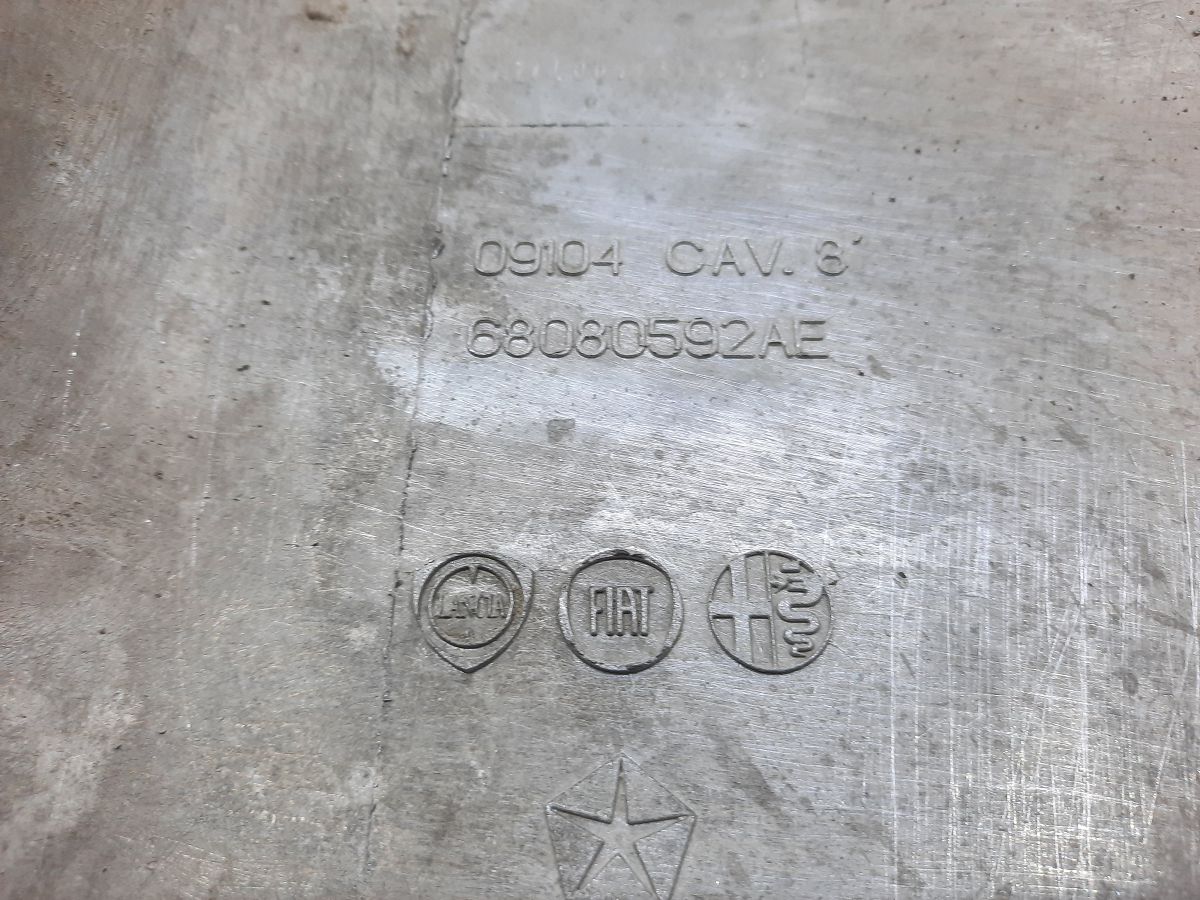 09104 CAV. 8
68080592AE
LANCIA FIAT